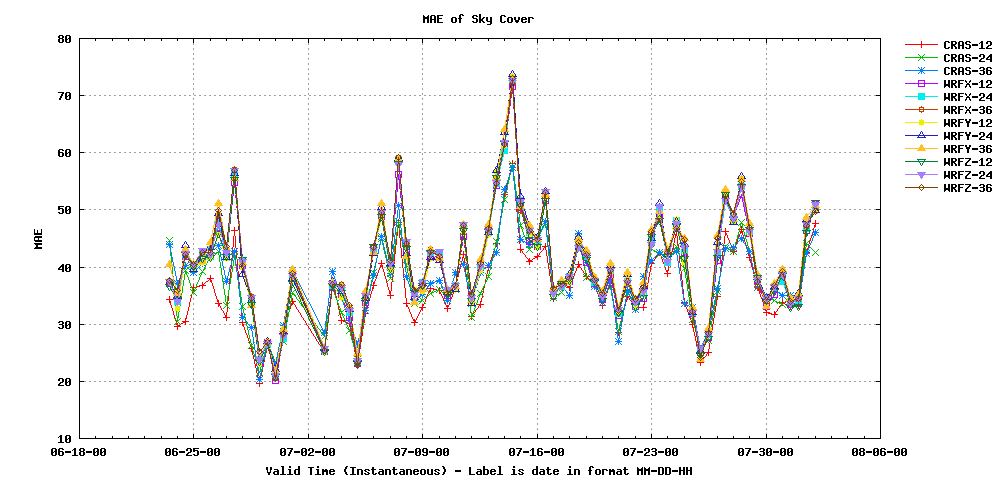 MAE of Sky Cover
80
70
60
50
40
30
20
10
MAE
06-18-00 06-25-00 07-02-00 07-09-00 07-16-00 07-23-00 07-30-00 08-06-00
Valid Time (Instantaneous) - Label is date in format MM-DD-HH
CRAS-12
CRAS-24
CRAS-36
WRFX-12
WRFX-24
WRFX-36
WRFY-12
WRFY-24
WRFY-36
WRFZ-12
WRFZ-24
WRFZ-36